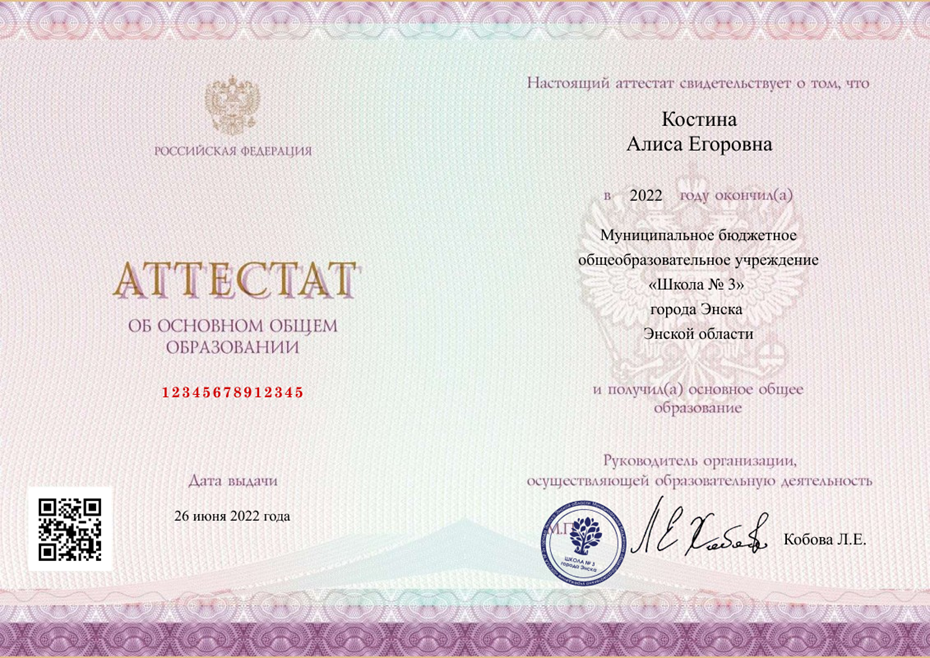 РОССИЙСКАЯ ФЕДЕРАЦИЯ
АТТЕСТАТ
ОБ ОСНОВНОМ ОБЩЕМ
ОБРАЗОВАНИИ
12345678912345
Дата выдачи
26 июня 2022 года
Настоящий аттестат свидетельствует о том, что
Костина
Алиса Егоровна
в 2022 году окончил(а)
Муниципальное бюджетное
общеобразовательное учреждение
«Школа № 3»
города Энска
Энской области
и получил(а) основное общее
образование
Руководитель организации,
осуществляющей образовательную деятельность
М.П.
ШКОЛА № 3
города Энска
Кобова Л.Е.